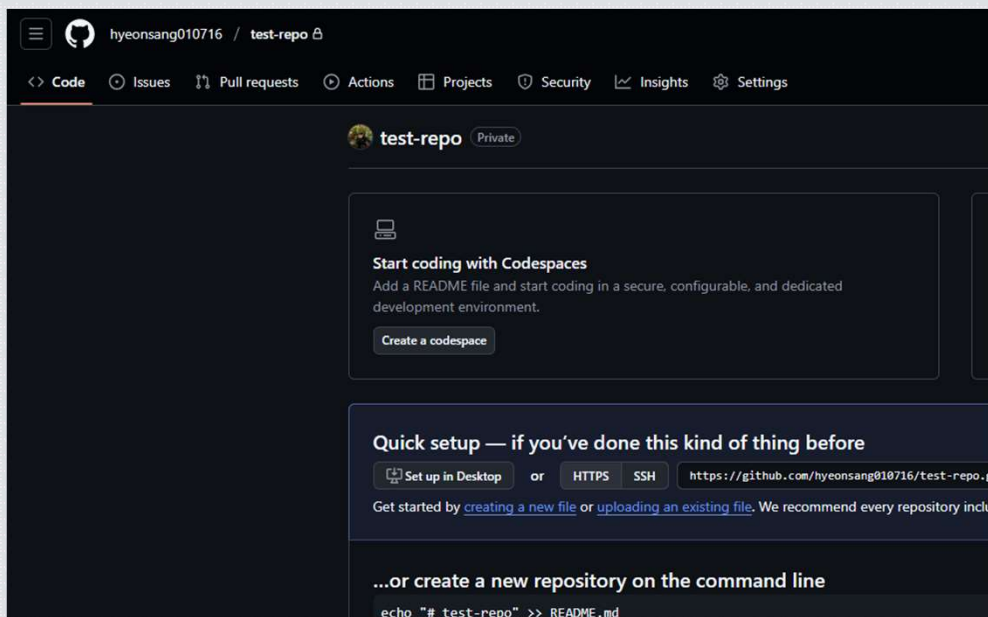 hyeonsang010716 / test-repo
Code Issues Pull requests Actions Projects Security Insights Settings
test-repo Private
Start coding with Codespaces
Add a README file and start coding in a secure, configurable, and dedicated
development environment.
Create a codespace
Quick setup — if you've done this kind of thing before
Set up in Desktop or HTTPS SSH https://github.com/hyeonsang010716/test-repo.
Get started by creating a new file or uploading an existing file. We recommend every repository
...or create a new repository on the command line
echo "# test-repo" >> README.md